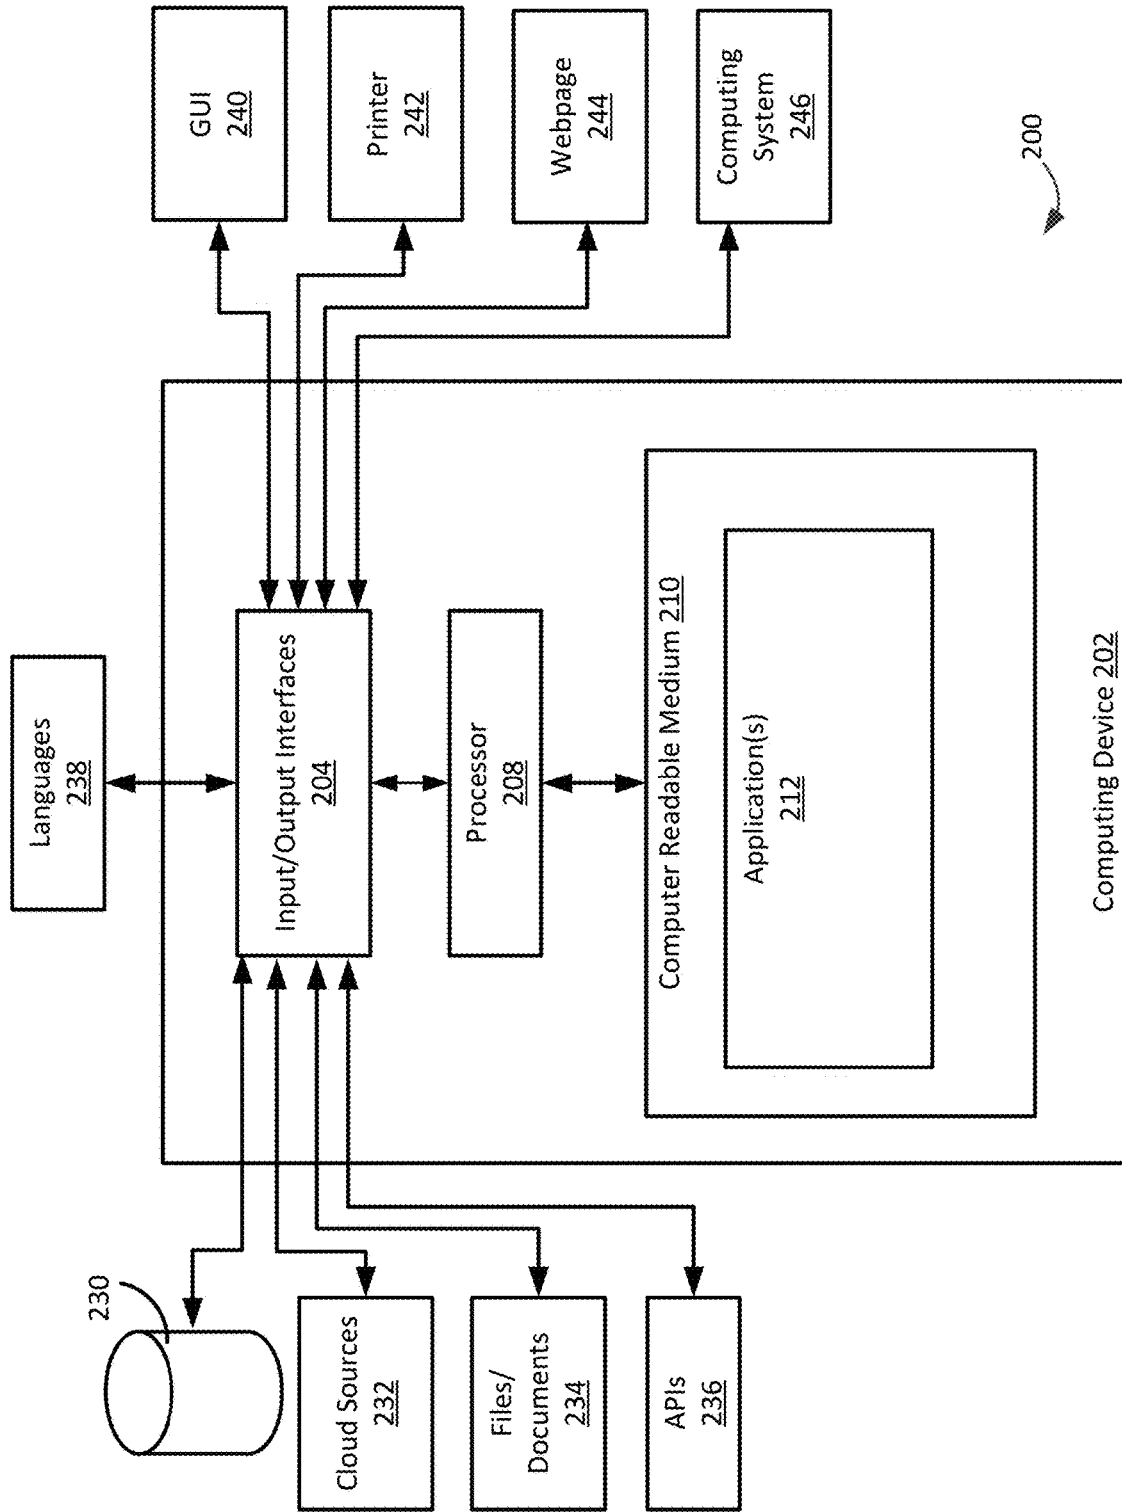 Languages
238
230
Cloud Sources
232
Files/
Documents
234
APIs
236
Input/Output Interfaces
204
Processor
208
Computer Readable Medium 210
Application(s)
212
Computing Device 202
GUI
240
Printer
242
Webpage
244
Computing
System
246
200